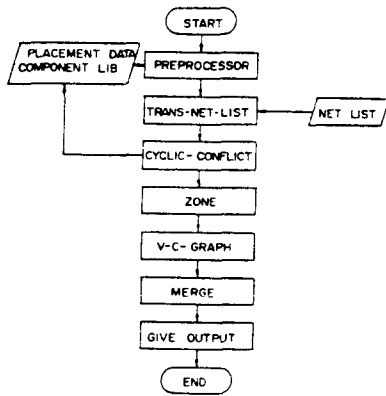 START
PLACEMENT DATA
COMPONENT LIB
PREPROCESSOR
TRANS-NET-LIST
NET LIST
CYCLIC-CONFLICT
ZONE
V-C-GRAPH
MERGE
GIVE OUTPUT
END